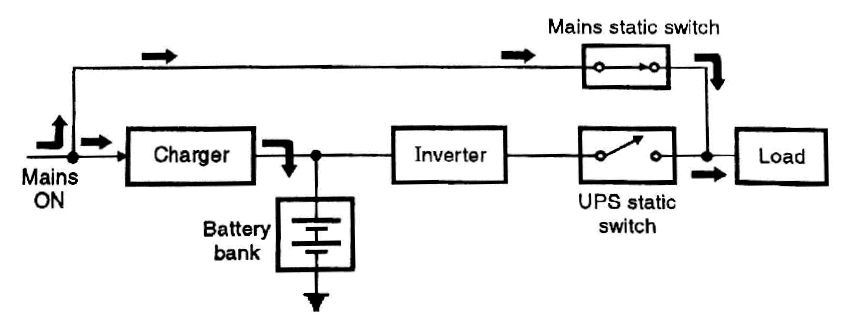 Mains static switch
Charger
Inverter
Load
Mains
ON
UPS static
switch
Battery
bank